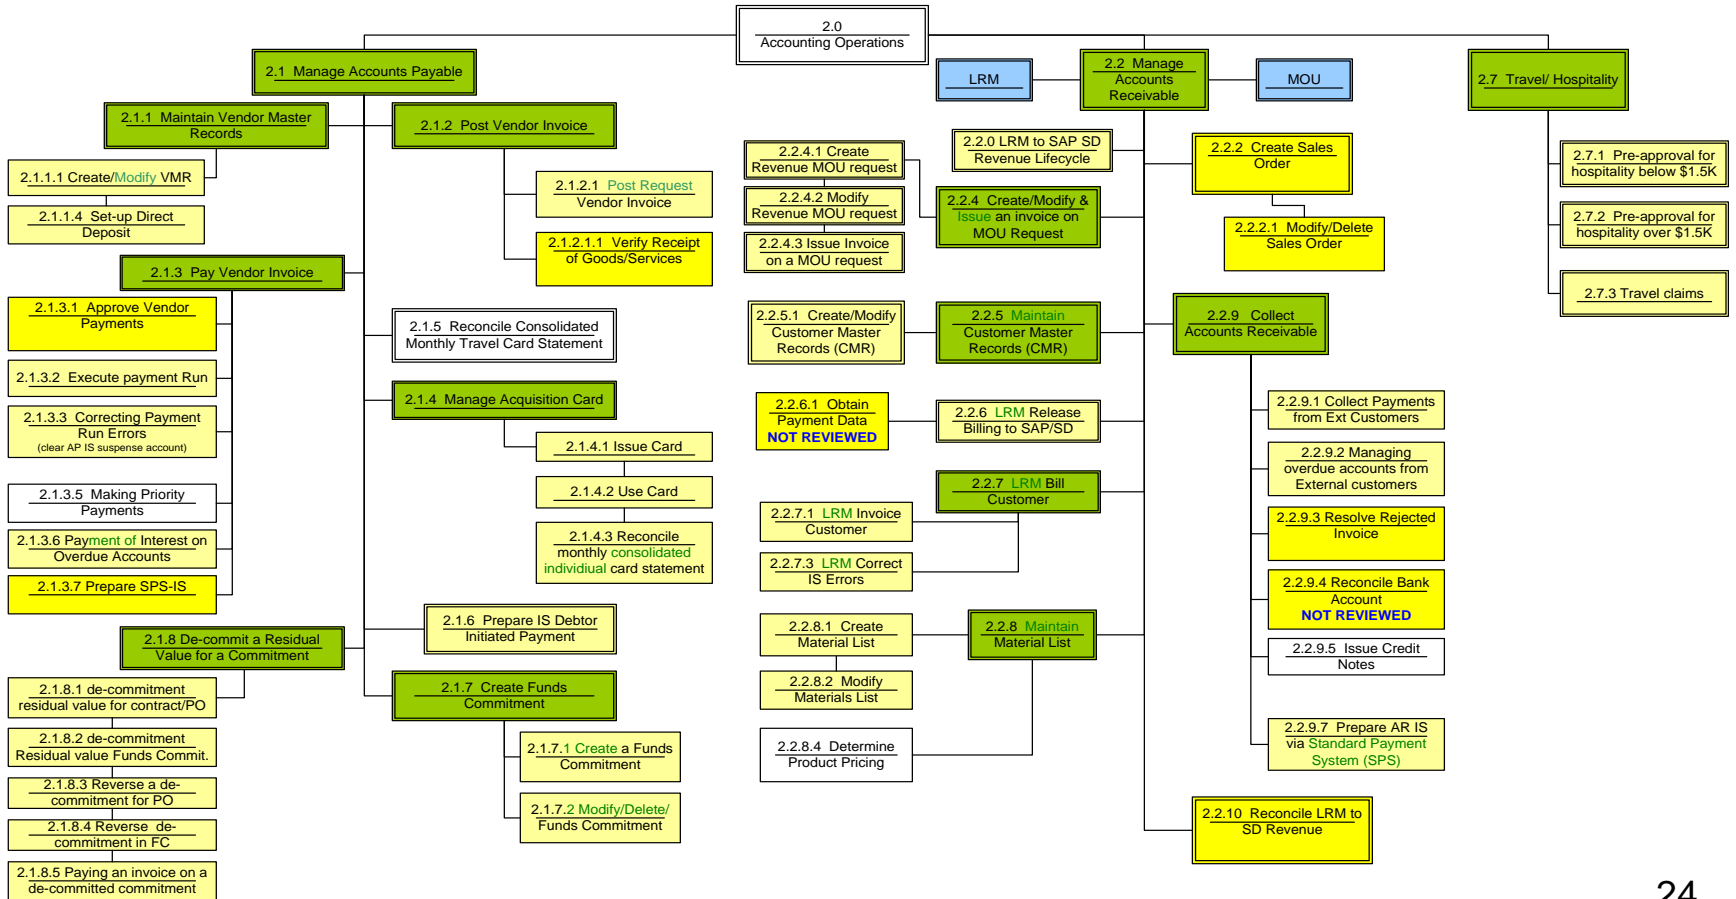 2.0
Accounting Operations
2.1 Manage Accounts Payable
2.1.1 Maintain Vendor Master
Records
2.1.1.1 Create/Modify VMR
2.1.1.4 Set-up Direct
Deposit
2.1.2 Post Vendor Invoice
2.1.2.1 Post Request
Vendor Invoice
2.1.2.1.1 Verify Receipt
of Goods/Services
2.1.3 Pay Vendor Invoice
2.1.3.1 Approve Vendor
Payments
2.1.3.2 Execute payment Run
2.1.3.3 Correcting Payment
Run Errors
(clear AP IS suspense account)
2.1.3.5 Making Priority
Payments
2.1.3.6 Payment of Interest on
Overdue Accounts
2.1.3.7 Prepare SPS-IS
2.1.5 Reconcile Consolidated
Monthly Travel Card Statement
2.1.4 Manage Acquisition Card
2.1.4.1 Issue Card
2.1.4.2 Use Card
2.1.4.3 Reconcile
monthly consolidated
individiual card statement
2.1.6 Prepare IS Debtor
Initiated Payment
2.1.8 De-commit a Residual
Value for a Commitment
2.1.8.1 de-commitment
residual value for contract/PO
2.1.8.2 de-commitment
Residual value Funds Commit.
2.1.8.3 Reverse a de-
commitment for PO
2.1.8.4 Reverse de-
commitment in FC
2.1.8.5 Paying an invoice on a
de-committed commitment
2.1.7 Create Funds
Commitment
2.1.7.1 Create a Funds
Commitment
2.1.7.2 Modify/Delete/
Funds Commitment
LRM
2.2 Manage
Accounts
Receivable
MOU
2.2.0 LRM to SAP SD
Revenue Lifecycle
2.2.2 Create Sales
Order
2.2.2.1 Modify/Delete
Sales Order
2.2.4.1 Create
Revenue MOU request
2.2.4.2 Modify
Revenue MOU request
2.2.4.3 Issue Invoice
on a MOU request
2.2.4 Create/Modify &
Issue an invoice on
MOU Request
2.2.5.1 Create/Modify
Customer Master
Records (CMR)
2.2.5 Maintain
Customer Master
Records (CMR)
2.2.6.1 Obtain
Payment Data
NOT REVIEWED
2.2.6 LRM Release
Billing to SAP/SD
2.2.7 LRM Bill
Customer
2.2.7.1 LRM Invoice
Customer
2.2.7.3 LRM Correct
IS Errors
2.2.8.1 Create
Material List
2.2.8 Maintain
Material List
2.2.8.2 Modify
Materials List
2.2.8.4 Determine
Product Pricing
2.2.9 Collect
Accounts Receivable
2.2.9.1 Collect Payments
from Ext Customers
2.2.9.2 Managing
overdue accounts from
External customers
2.2.9.3 Resolve Rejected
Invoice
2.2.9.4 Reconcile Bank
Account
NOT REVIEWED
2.2.9.5 Issue Credit
Notes
2.2.9.7 Prepare AR IS
via Standard Payment
System (SPS)
2.2.10 Reconcile LRM to
SD Revenue
2.7 Travel/ Hospitality
2.7.1 Pre-approval for
hospitality below $1.5K
2.7.2 Pre-approval for
hospitality over $1.5K
2.7.3 Travel claims
24